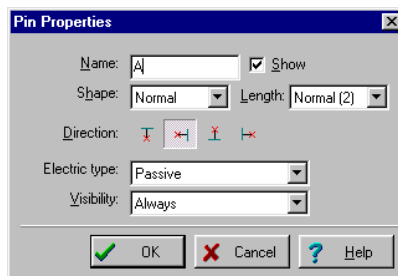 Pin Properties
Name: A Show
Shape: Normal Length: Normal (2)
Direction:
Electric type: Passive
Visibility: Always
OK Cancel ? Help